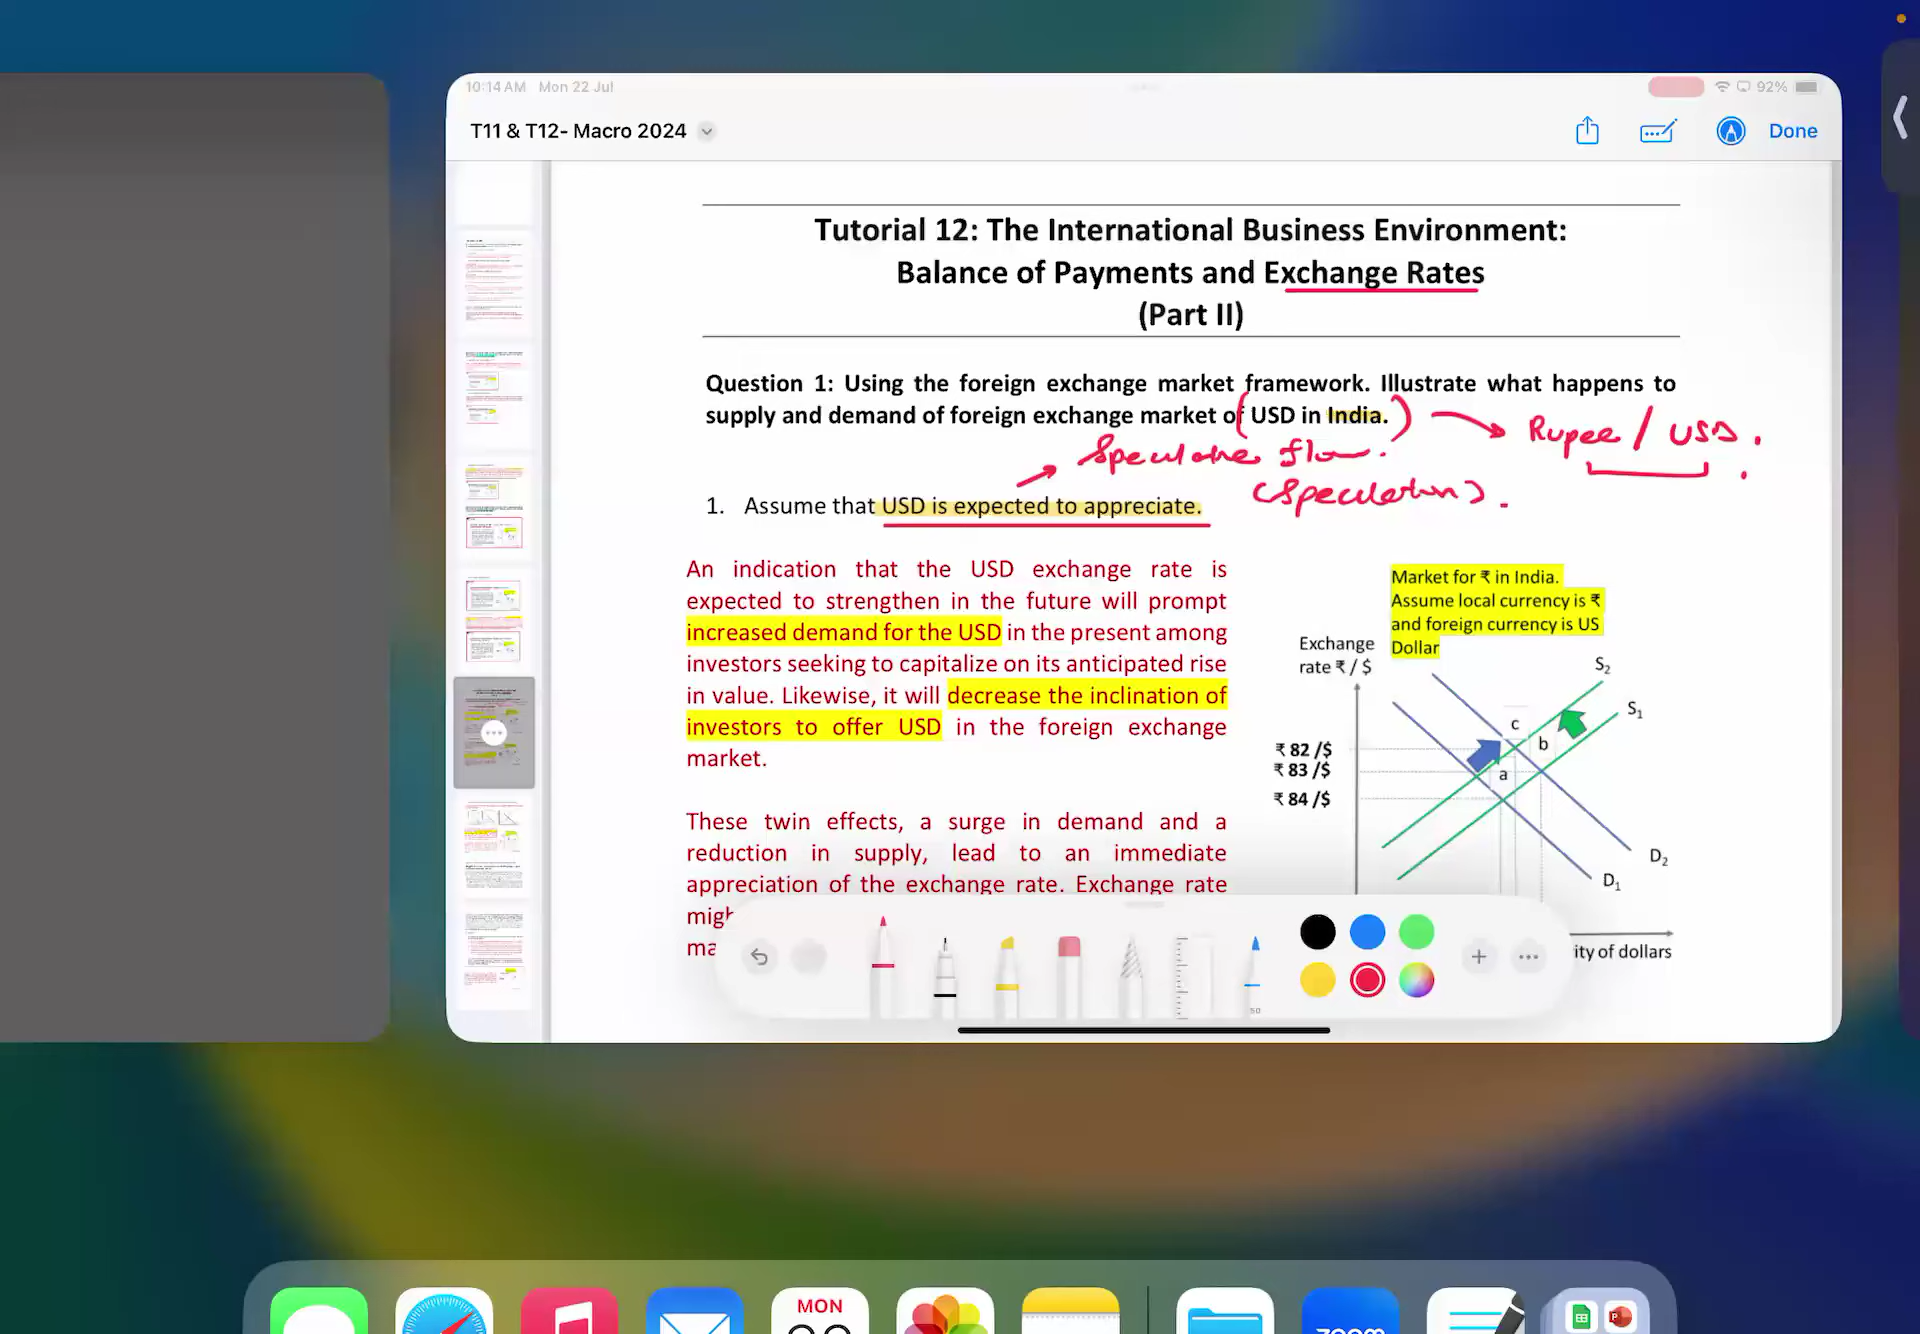 10:14 AM Mon 22 Jul
92%
T11 & T12- Macro 2024
Done
Tutorial 12: The International Business Environment:
Balance of Payments and Exchange Rates
(Part II)
Question 1: Using the foreign exchange market framework. Illustrate what happens to
supply and demand of foreign exchange market of USD in India.
Rupee / USD.
flow.
(Speculation).
1. Assume that USD is expected to appreciate.
An indication that the USD exchange rate is
expected to strengthen in the future will prompt
increased demand for the USD in the present among
investors seeking to capitalize on its anticipated rise
in value. Likewise, it will decrease the inclination of
investors to offer USD in the foreign exchange
market.
These twin effects, a surge in demand and a
reduction in supply, lead to an immediate
appreciation of the exchange rate. Exchange rate
Market for ₹ in India.
Assume local currency is ₹
and foreign currency is US
Dollar
Exchange
rate ₹ / $
S2
S1
c
b
a
₹ 82 /$
₹ 83 /$
₹ 84 /$
D2
D1
ity of dollars
50
MON
zoom